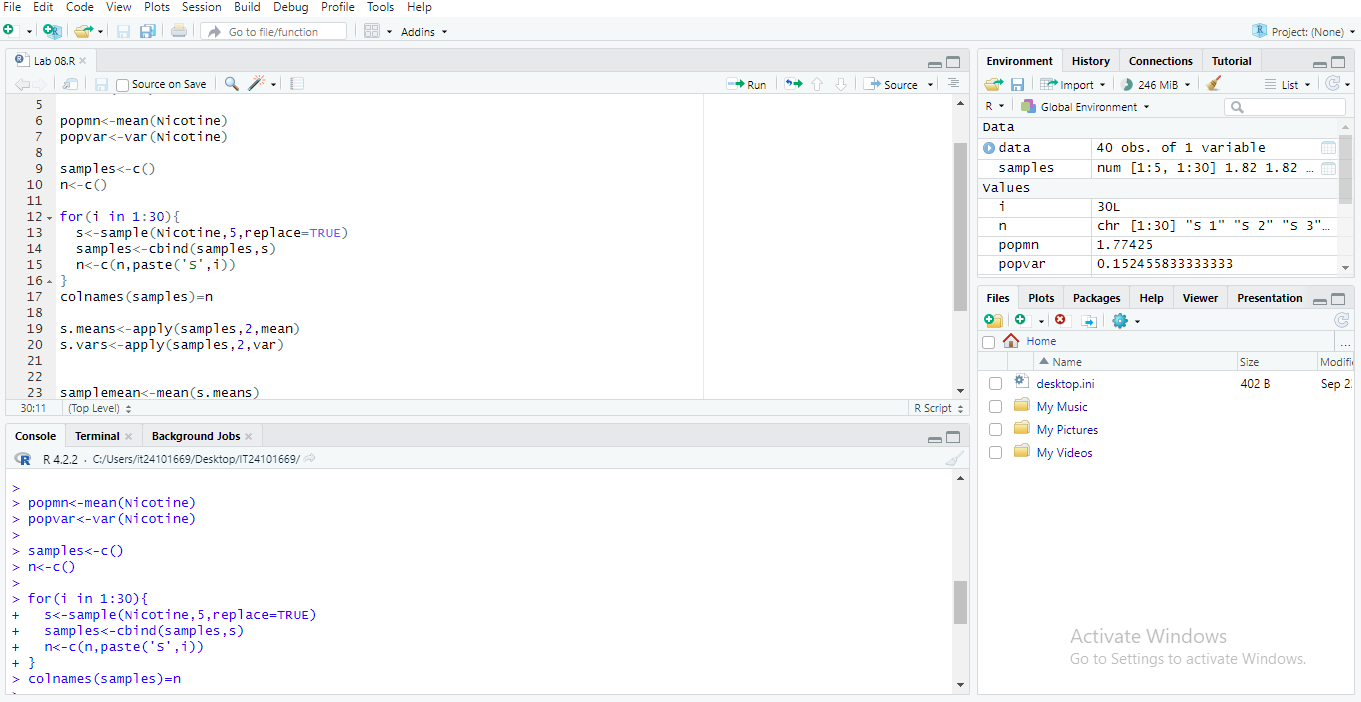 File Edit Code View Plots Session Build Debug Profile Tools Help
Go to file/function Addins Project: (None)
Lab 08.R
Source on Save Run Source
5
6 popmn<-mean(Nicotine)
7 popvar<-var(Nicotine)
8
9 samples<-c()
10 n<-c()
11
12 for(i in 1:30){
13 s<-sample(Nicotine,5,replace=TRUE)
14 samples<-cbind(samples,s)
15 n<-c(n,paste('S',i))
16 }
17 colnames(samples)=n
18
19 s.means<-apply(samples,2,mean)
20 s.vars<-apply(samples,2,var)
21
22
23 samplemean<-mean(s.means)
30:11 (Top Level) R Script
Console Terminal Background Jobs
R 4.2.2 · C:/Users/it24101669/Desktop/IT24101669/
>
> popmn<-mean(Nicotine)
> popvar<-var(Nicotine)
>
> samples<-c()
> n<-c()
>
> for(i in 1:30){
+ s<-sample(Nicotine,5,replace=TRUE)
+ samples<-cbind(samples,s)
+ n<-c(n,paste('S',i))
+ }
> colnames(samples)=n
Environment History Connections Tutorial
Import 246 MiB List
R Global Environment
Data
data 40 obs. of 1 variable
samples num [1:5, 1:30] 1.82 1.82 ...
Values
i 30L
n chr [1:30] "S 1" "S 2" "S 3"…
popmn 1.77425
popvar 0.152455833333333
Files Plots Packages Help Viewer Presentation
Home ...
Name Size Modifi
desktop.ini 402 B Sep 2
My Music
My Pictures
My Videos
Activate Windows
Go to Settings to activate Windows.